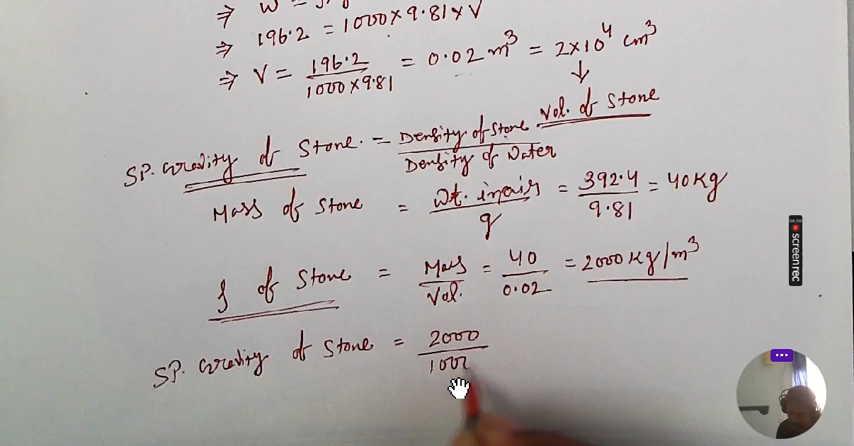 ⇒ W =
⇒ 196.2 = 1000×9.81×V
⇒ V = 196.2 / 1000×9.81 = 0.02 m³ = 2×10⁴ cm³
↓
Vol. of Stone
SP. Gravity of Stone = Density of Stone / Density of Water
Mass of Stone = Wt. in air / g = 392.4 / 9.81 = 40 Kg
ʃ of Stone = Mass / Vol. = 40 / 0.02 = 2000 Kg/m³
SP. Gravity of Stone = 2000 / 1000
screenrec